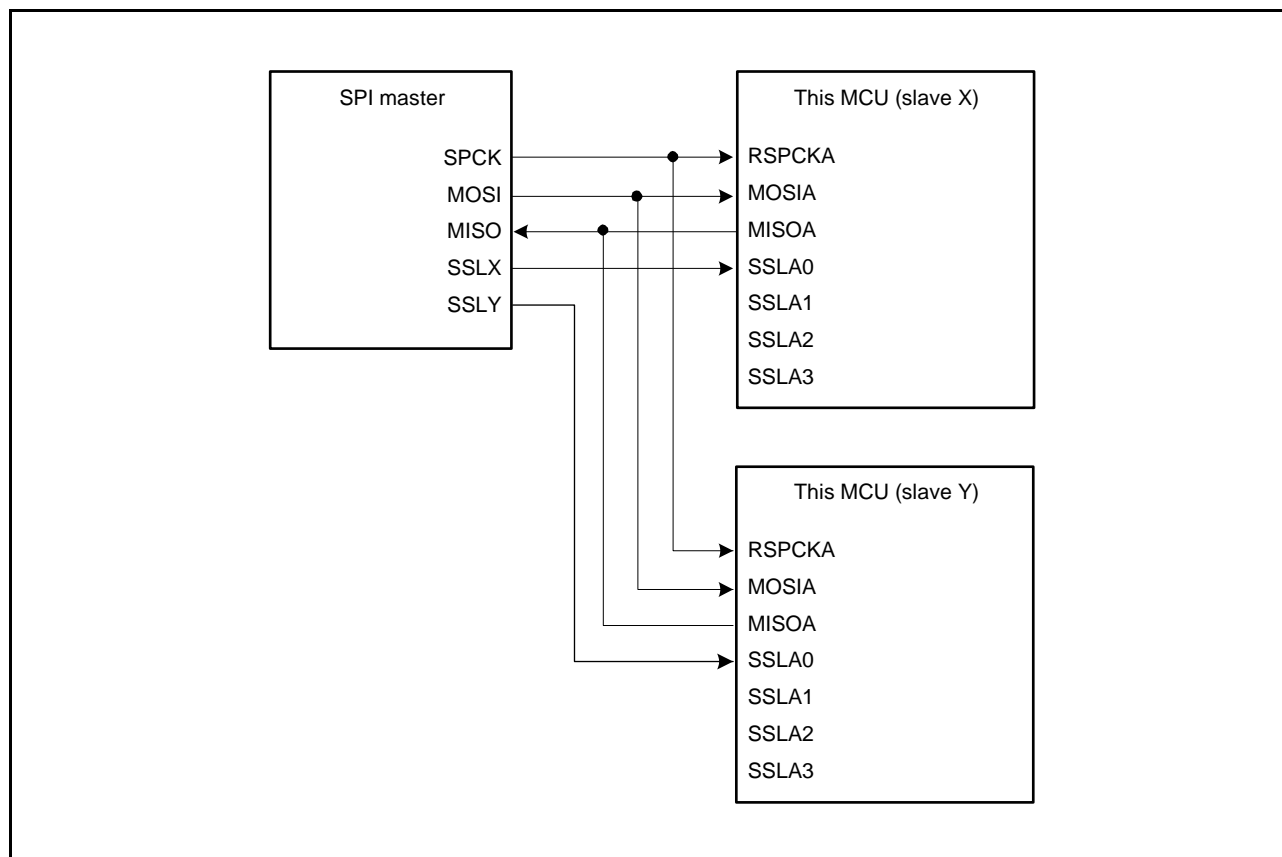 SPI master
SPCK
MOSI
MISO
SSLX
SSLY
This MCU (slave X)
RSPCKA
MOSIA
MISOA
SSLA0
SSLA1
SSLA2
SSLA3
This MCU (slave Y)
RSPCKA
MOSIA
MISOA
SSLA0
SSLA1
SSLA2
SSLA3